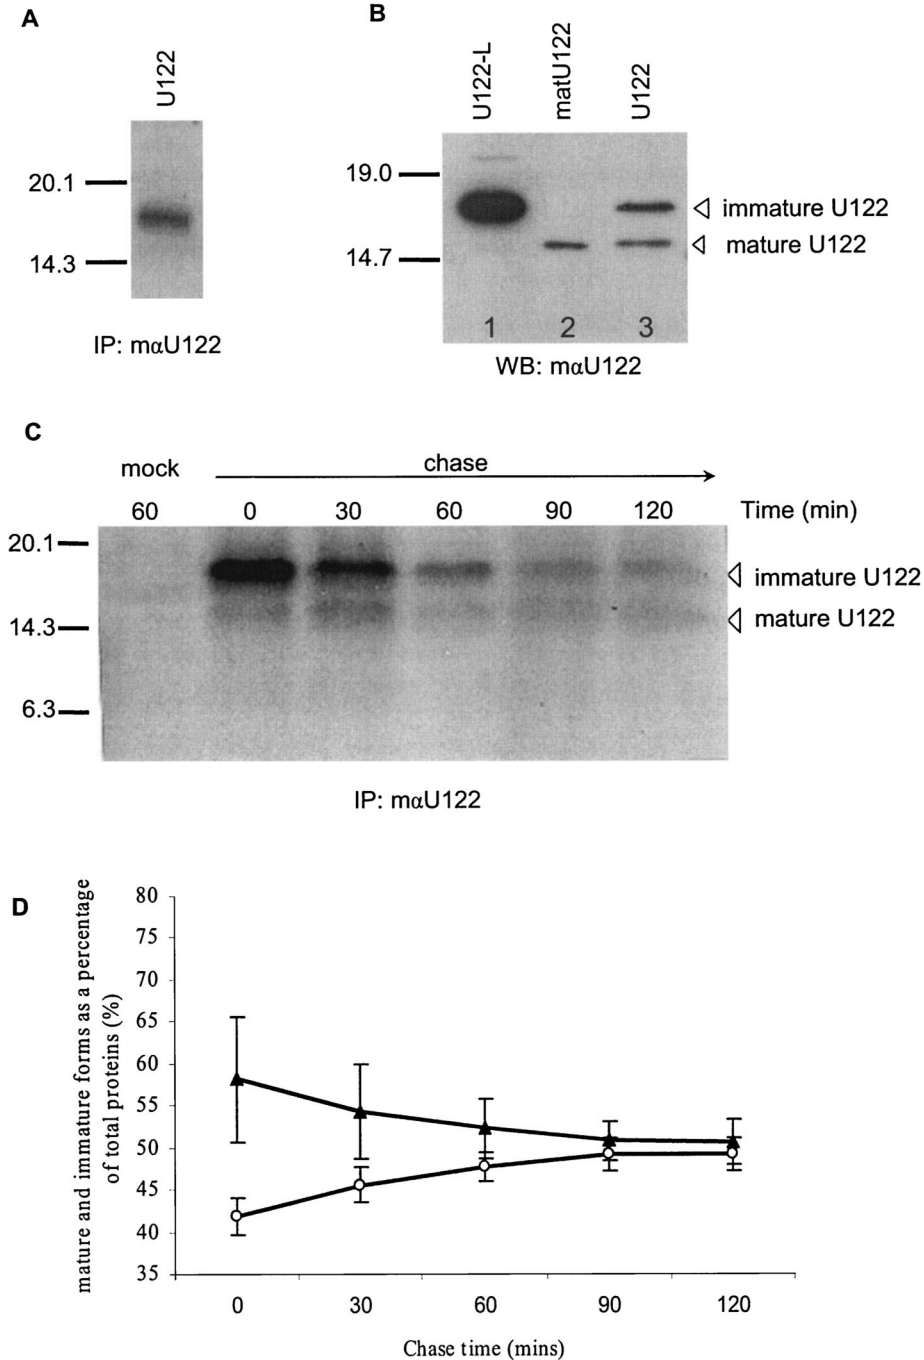 A
U122
20.1
14.3
IP: mαU122
B
U122-L
matU122
U122
19.0
14.7
immature U122
mature U122
1 2 3
WB: mαU122
C
mock
chase
60 0 30 60 90 120 Time (min)
20.1
14.3
6.3
immature U122
mature U122
IP: mαU122
D
mature and immature forms as a percentage
of total proteins (%)
80
75
70
65
60
55
50
45
40
35
0 30 60 90 120
Chase time (mins)